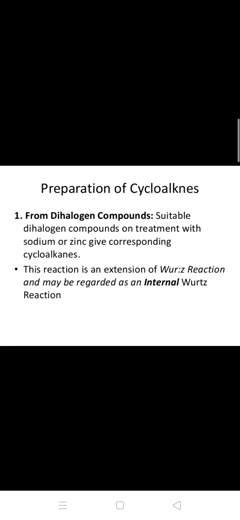 Preparation of Cycloalknes
1. From Dihalogen Compounds: Suitable
dihalogen compounds on treatment with
sodium or zinc give corresponding
cycloalkanes.
• This reaction is an extension of Wur:z Reaction
and may be regarded as an Internal Wurtz
Reaction